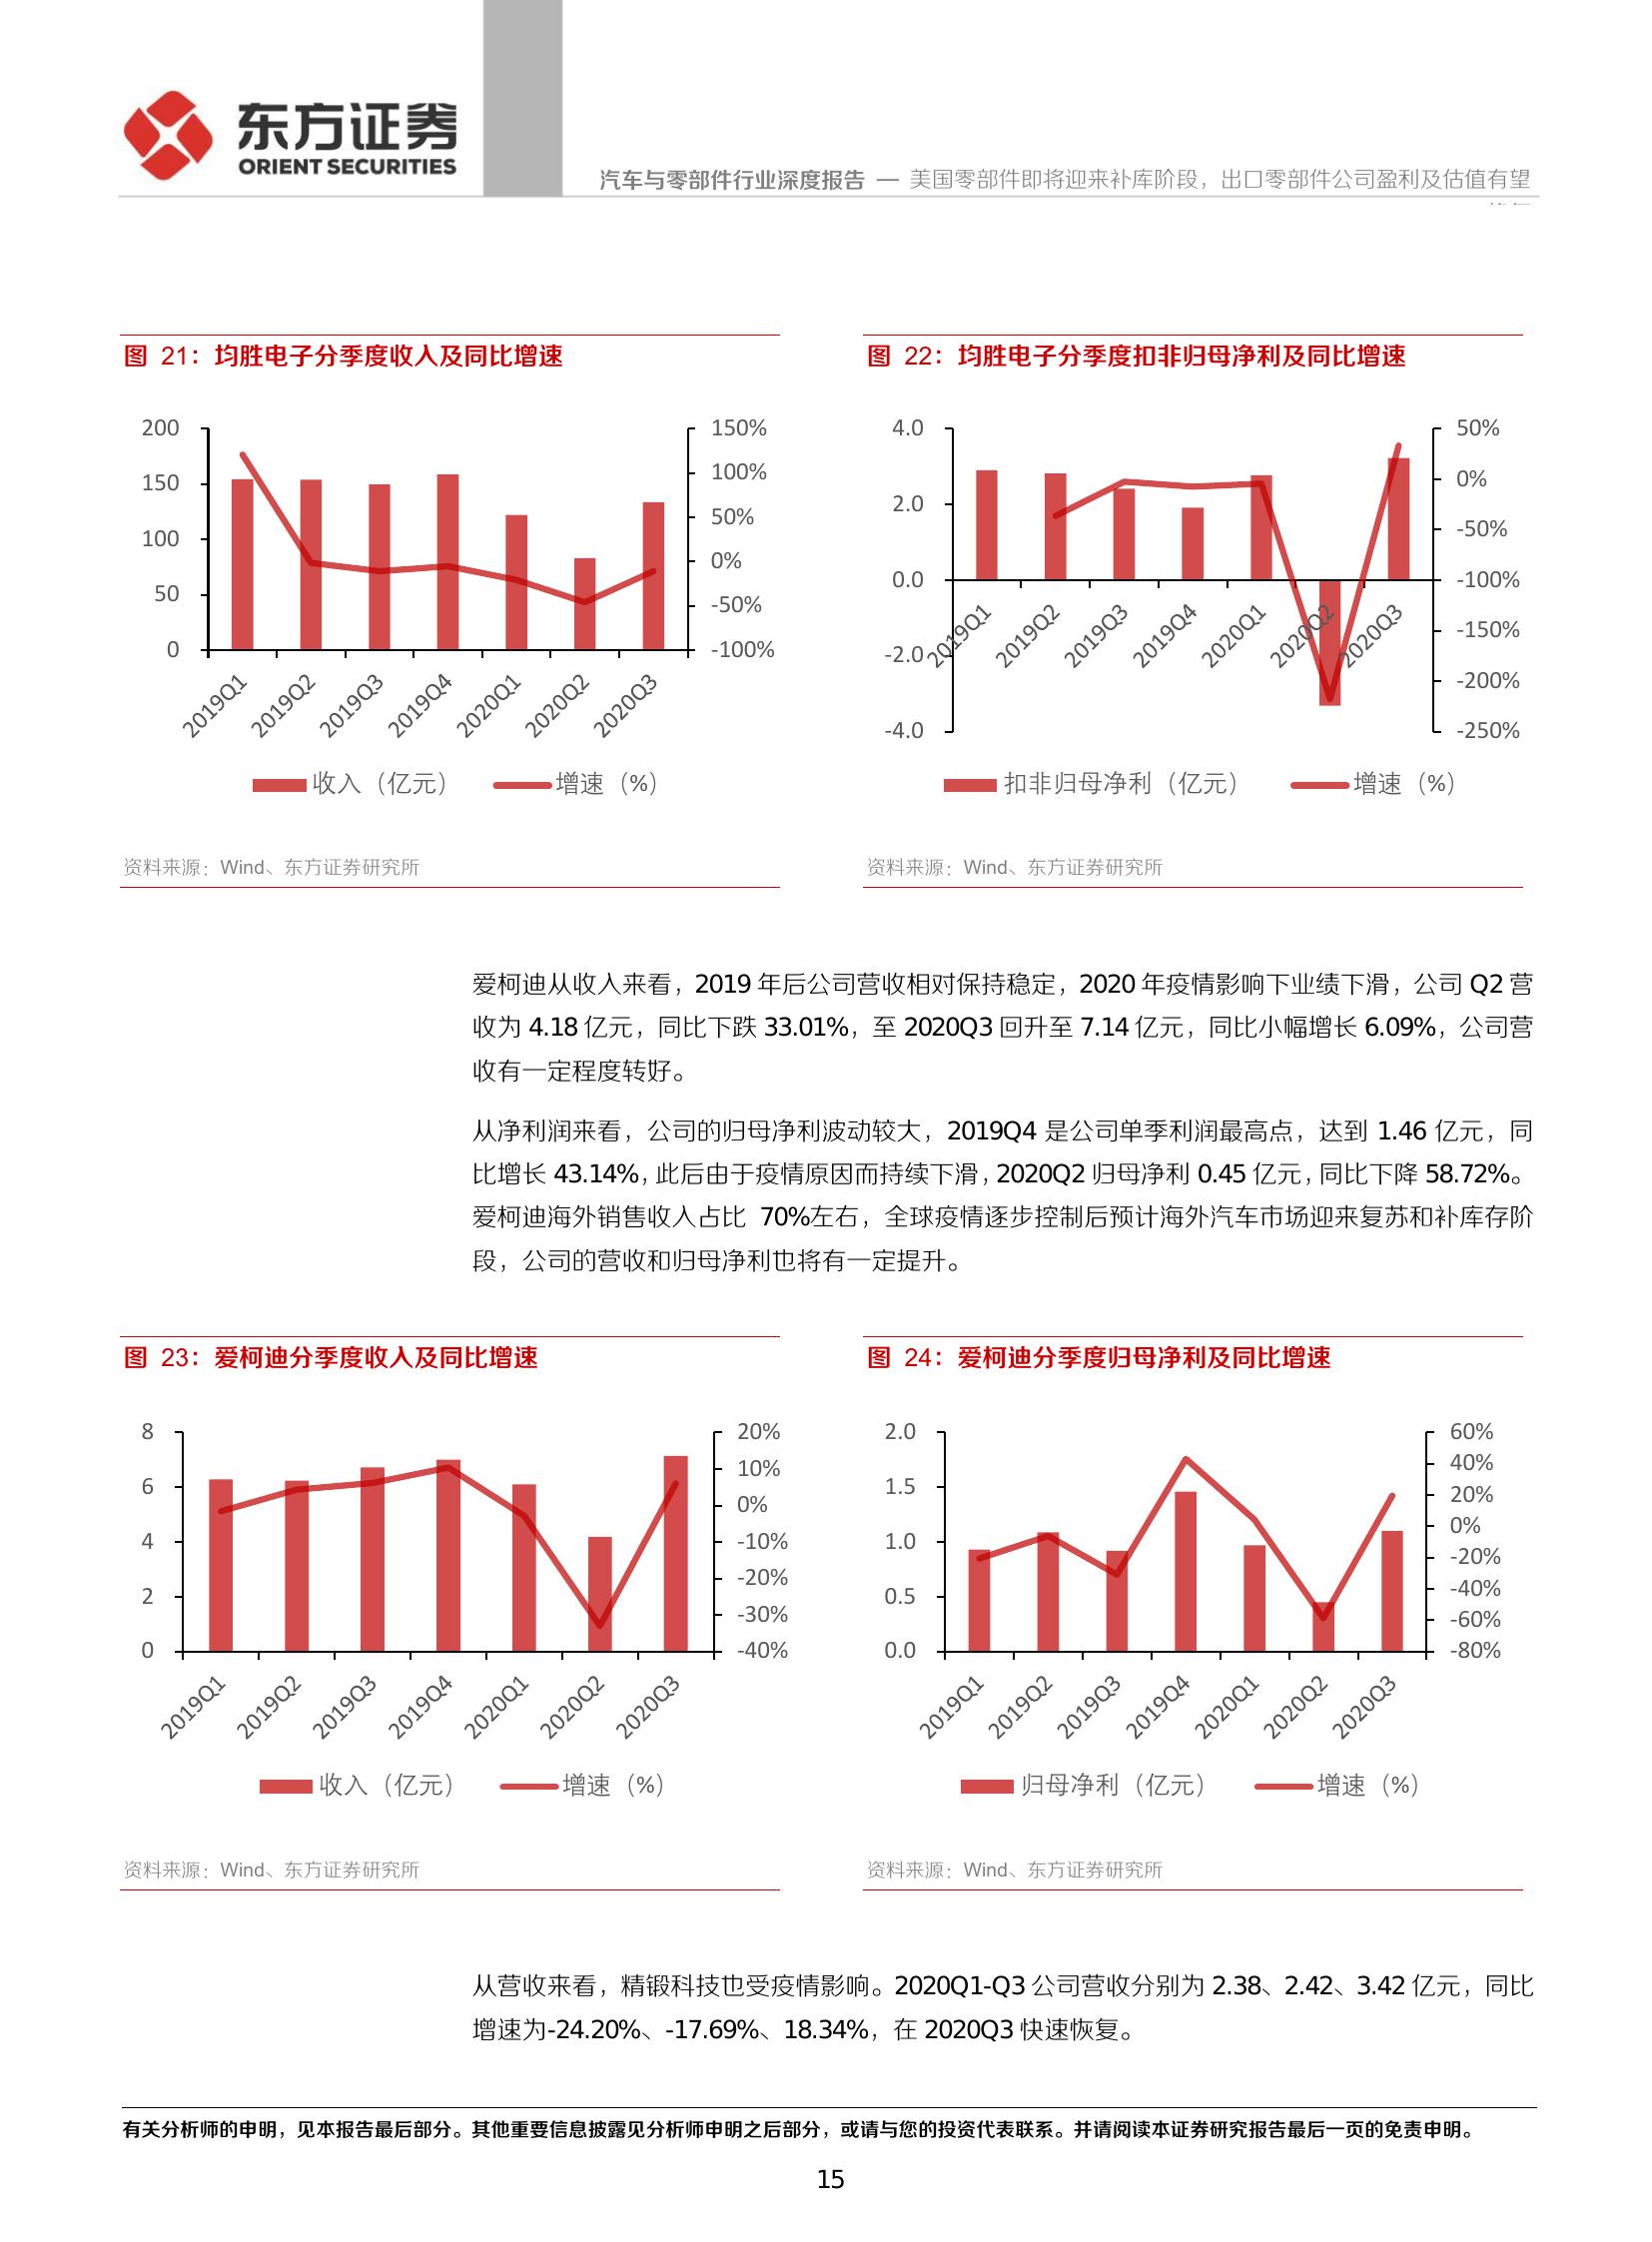 东方证券
ORIENT SECURITIES
汽车与零部件行业深度报告 — 美国零部件即将迎来补库阶段，出口零部件公司盈利及估值有望
图 21：均胜电子分季度收入及同比增速
200
150
100
50
0
150%
100%
50%
0%
-50%
-100%
2019Q1
2019Q2
2019Q3
2019Q4
2020Q1
2020Q2
2020Q3
收入（亿元）
增速（%）
资料来源：Wind、东方证券研究所
图 22：均胜电子分季度扣非归母净利及同比增速
4.0
2.0
0.0
-2.0
-4.0
50%
0%
-50%
-100%
-150%
-200%
-250%
2019Q1
2019Q2
2019Q3
2019Q4
2020Q1
2020Q2
2020Q3
扣非归母净利（亿元）
增速（%）
资料来源：Wind、东方证券研究所
爱柯迪从收入来看，2019 年后公司营收相对保持稳定，2020 年疫情影响下业绩下滑，公司 Q2 营
收为 4.18 亿元，同比下跌 33.01%，至 2020Q3 回升至 7.14 亿元，同比小幅增长 6.09%，公司营
收有一定程度转好。
从净利润来看，公司的归母净利波动较大，2019Q4 是公司单季利润最高点，达到 1.46 亿元，同
比增长 43.14%，此后由于疫情原因而持续下滑，2020Q2 归母净利 0.45 亿元，同比下降 58.72%。
爱柯迪海外销售收入占比 70%左右，全球疫情逐步控制后预计海外汽车市场迎来复苏和补库存阶
段，公司的营收和归母净利也将有一定提升。
图 23：爱柯迪分季度收入及同比增速
8
6
4
2
0
20%
10%
0%
-10%
-20%
-30%
-40%
2019Q1
2019Q2
2019Q3
2019Q4
2020Q1
2020Q2
2020Q3
收入（亿元）
增速（%）
资料来源：Wind、东方证券研究所
图 24：爱柯迪分季度归母净利及同比增速
2.0
1.5
1.0
0.5
0.0
60%
40%
20%
0%
-20%
-40%
-60%
-80%
2019Q1
2019Q2
2019Q3
2019Q4
2020Q1
2020Q2
2020Q3
归母净利（亿元）
增速（%）
资料来源：Wind、东方证券研究所
从营收来看，精锻科技也受疫情影响。2020Q1-Q3 公司营收分别为 2.38、2.42、3.42 亿元，同比
增速为-24.20%、-17.69%、18.34%，在 2020Q3 快速恢复。
有关分析师的申明，见本报告最后部分。其他重要信息披露见分析师申明之后部分，或请与您的投资代表联系。并请阅读本证券研究报告最后一页的免责申明。
15